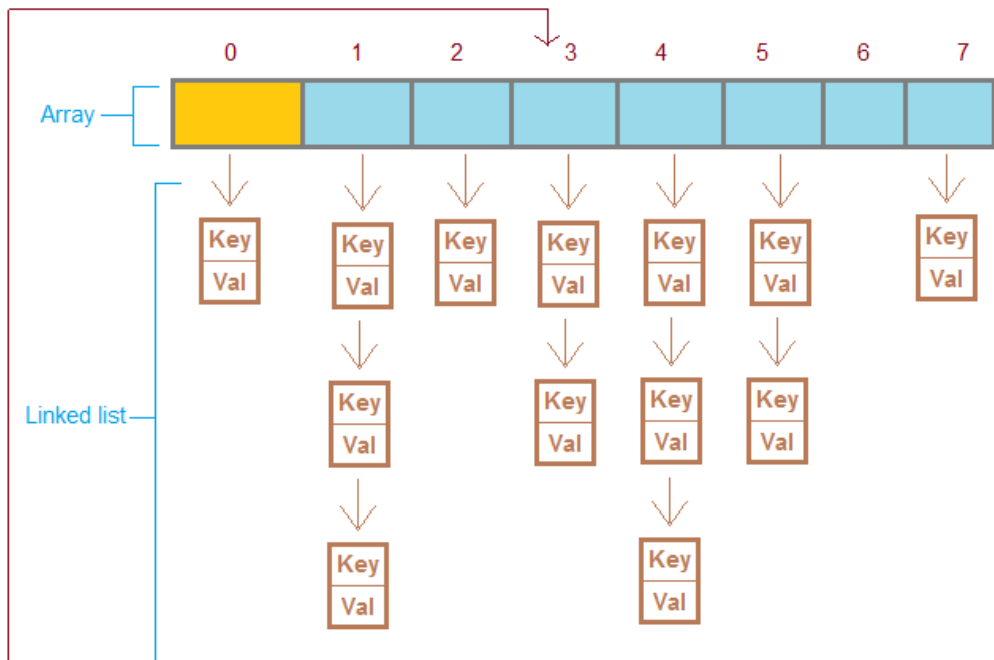 0 1 2 3 4 5 6 7
Array
Key Key Key Key Key Key Key
Val Val Val Val Val Val Val
Linked list
Key Key Key Key
Val Val Val Val
Key Key
Val Val